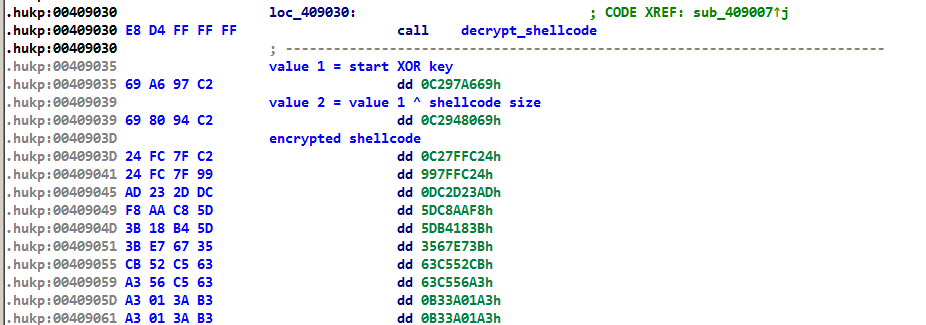 .hukp:00409030 loc_409030: ; CODE XREF: sub_409007↑j
.hukp:00409030 E8 D4 FF FF FF call decrypt_shellcode
.hukp:00409030 ; ---------------------------------------------------------------------------
.hukp:00409035 value 1 = start XOR key
.hukp:00409035 69 A6 97 C2 dd 0C297A669h
.hukp:00409039 value 2 = value 1 ^ shellcode size
.hukp:00409039 69 80 94 C2 dd 0C2948069h
.hukp:0040903D encrypted shellcode
.hukp:0040903D 24 FC 7F C2 dd 0C27FFC24h
.hukp:00409041 24 FC 7F 99 dd 997FFC24h
.hukp:00409045 AD 23 2D DC dd 0DC2D23ADh
.hukp:00409049 F8 AA C8 5D dd 5DC8AAF8h
.hukp:0040904D 3B 18 B4 5D dd 5DB4183Bh
.hukp:00409051 3B E7 67 35 dd 3567E73Bh
.hukp:00409055 CB 52 C5 63 dd 63C552CBh
.hukp:00409059 A3 56 C5 63 dd 63C556A3h
.hukp:0040905D A3 01 3A B3 dd 0B33A01A3h
.hukp:00409061 A3 01 3A B3 dd 0B33A01A3h